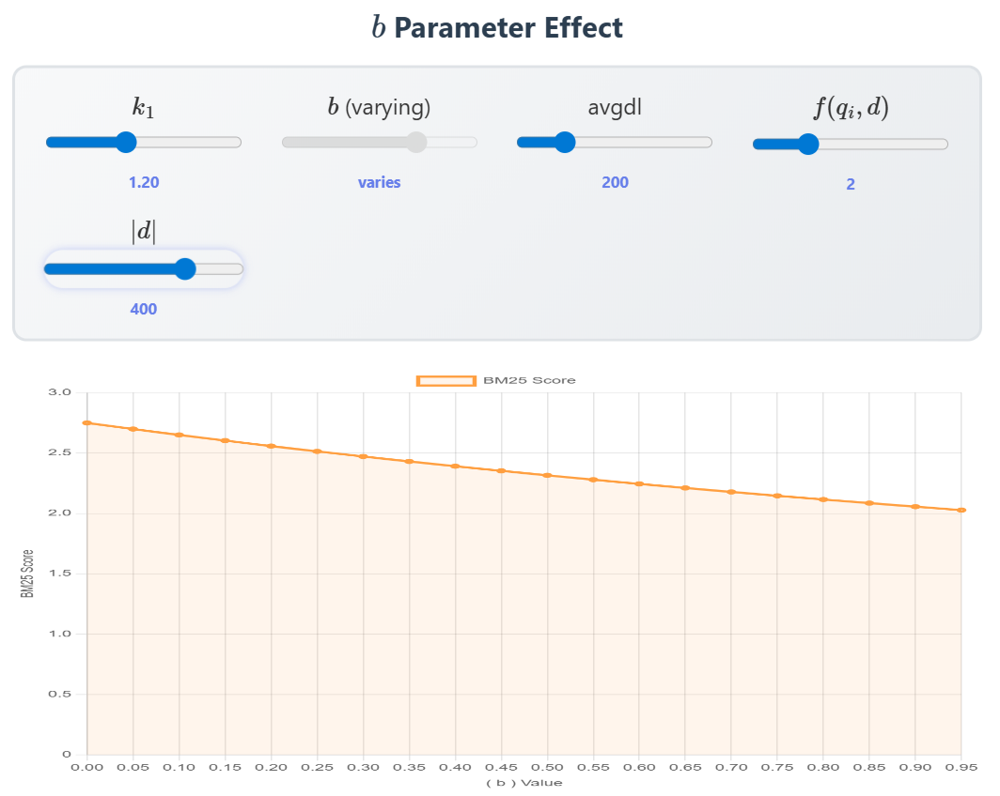 b Parameter Effect
k₁
b (varying)
avgdl
f(qᵢ, d)
1.20
varies
200
2
|d|
400
BM25 Score
3.0
2.5
2.0
1.5
1.0
0.5
0
BM25 Score
0.00 0.05 0.10 0.15 0.20 0.25 0.30 0.35 0.40 0.45 0.50 0.55 0.60 0.65 0.70 0.75 0.80 0.85 0.90 0.95
( b ) Value